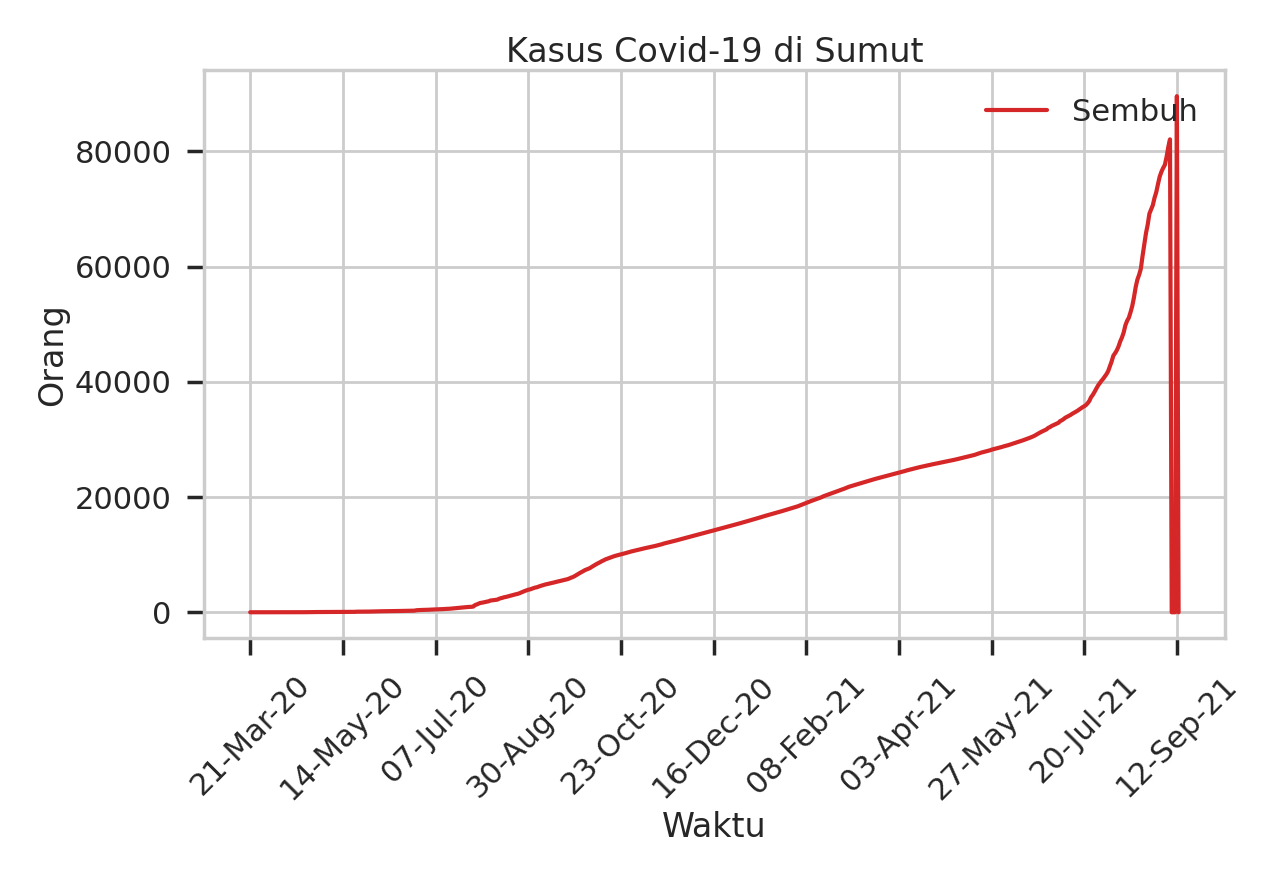 Kasus Covid-19 di Sumut
Sembuh
80000
60000
40000
20000
0
Orang
21-Mar-20
14-May-20
07-Jul-20
30-Aug-20
23-Oct-20
16-Dec-20
08-Feb-21
03-Apr-21
27-May-21
20-Jul-21
12-Sep-21
Waktu